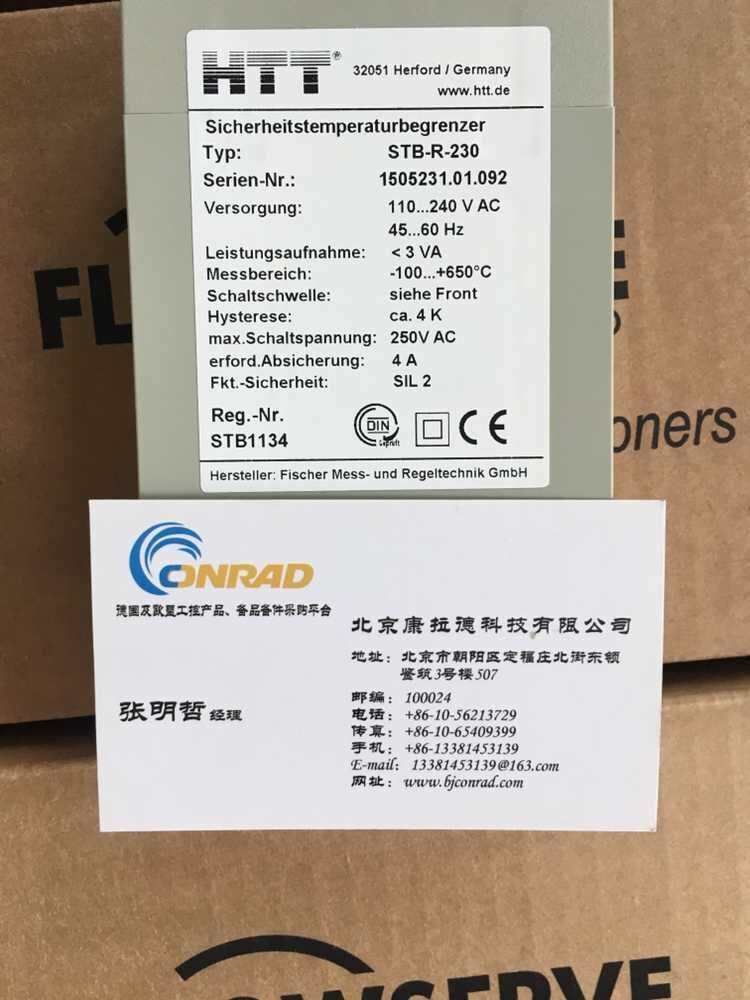 HTT®
32051 Herford / Germany
www.htt.de
Sicherheitstemperaturbegrenzer
Typ: STB-R-230
Serien-Nr.: 1505231.01.092
Versorgung: 110...240 V AC
45...60 Hz
Leistungsaufnahme: < 3 VA
Messbereich: -100...+650°C
Schaltschwelle: siehe Front
Hysterese: ca. 4 K
max.Schaltspannung: 250V AC
erford.Absicherung: 4 A
Fkt.-Sicherheit: SIL 2
Reg.-Nr.
STB1134
DIN
Geprüft
CE
Hersteller: Fischer Mess- und Regeltechnik GmbH
FL
E
®
oners
CONRAD
德国及欧盟工控产品、备品备件采购平台
张明哲 经理
北京康拉德科技有限公司
地址：北京市朝阳区定福庄北街东领
鉴筑3号楼507
邮编：100024
电话：+86-10-56213729
传真：+86-10-65409399
手机：+86-13381453139
E-mail：13381453139@163.com
网址：www.bjconrad.com
OWSERVE